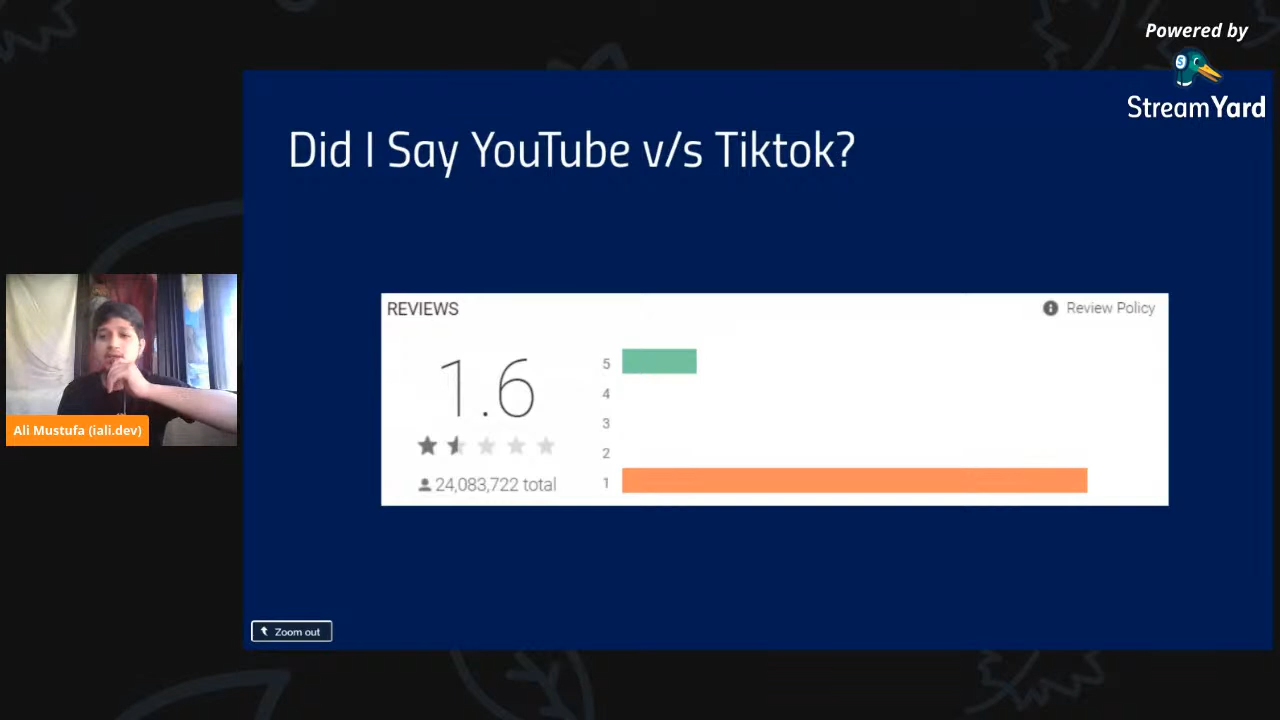 Powered by
StreamYard
Did I Say YouTube v/s Tiktok?
REVIEWS
Review Policy
1.6
24,083,722 total
5
4
3
2
1
Ali Mustufa (iali.dev)
Zoom out